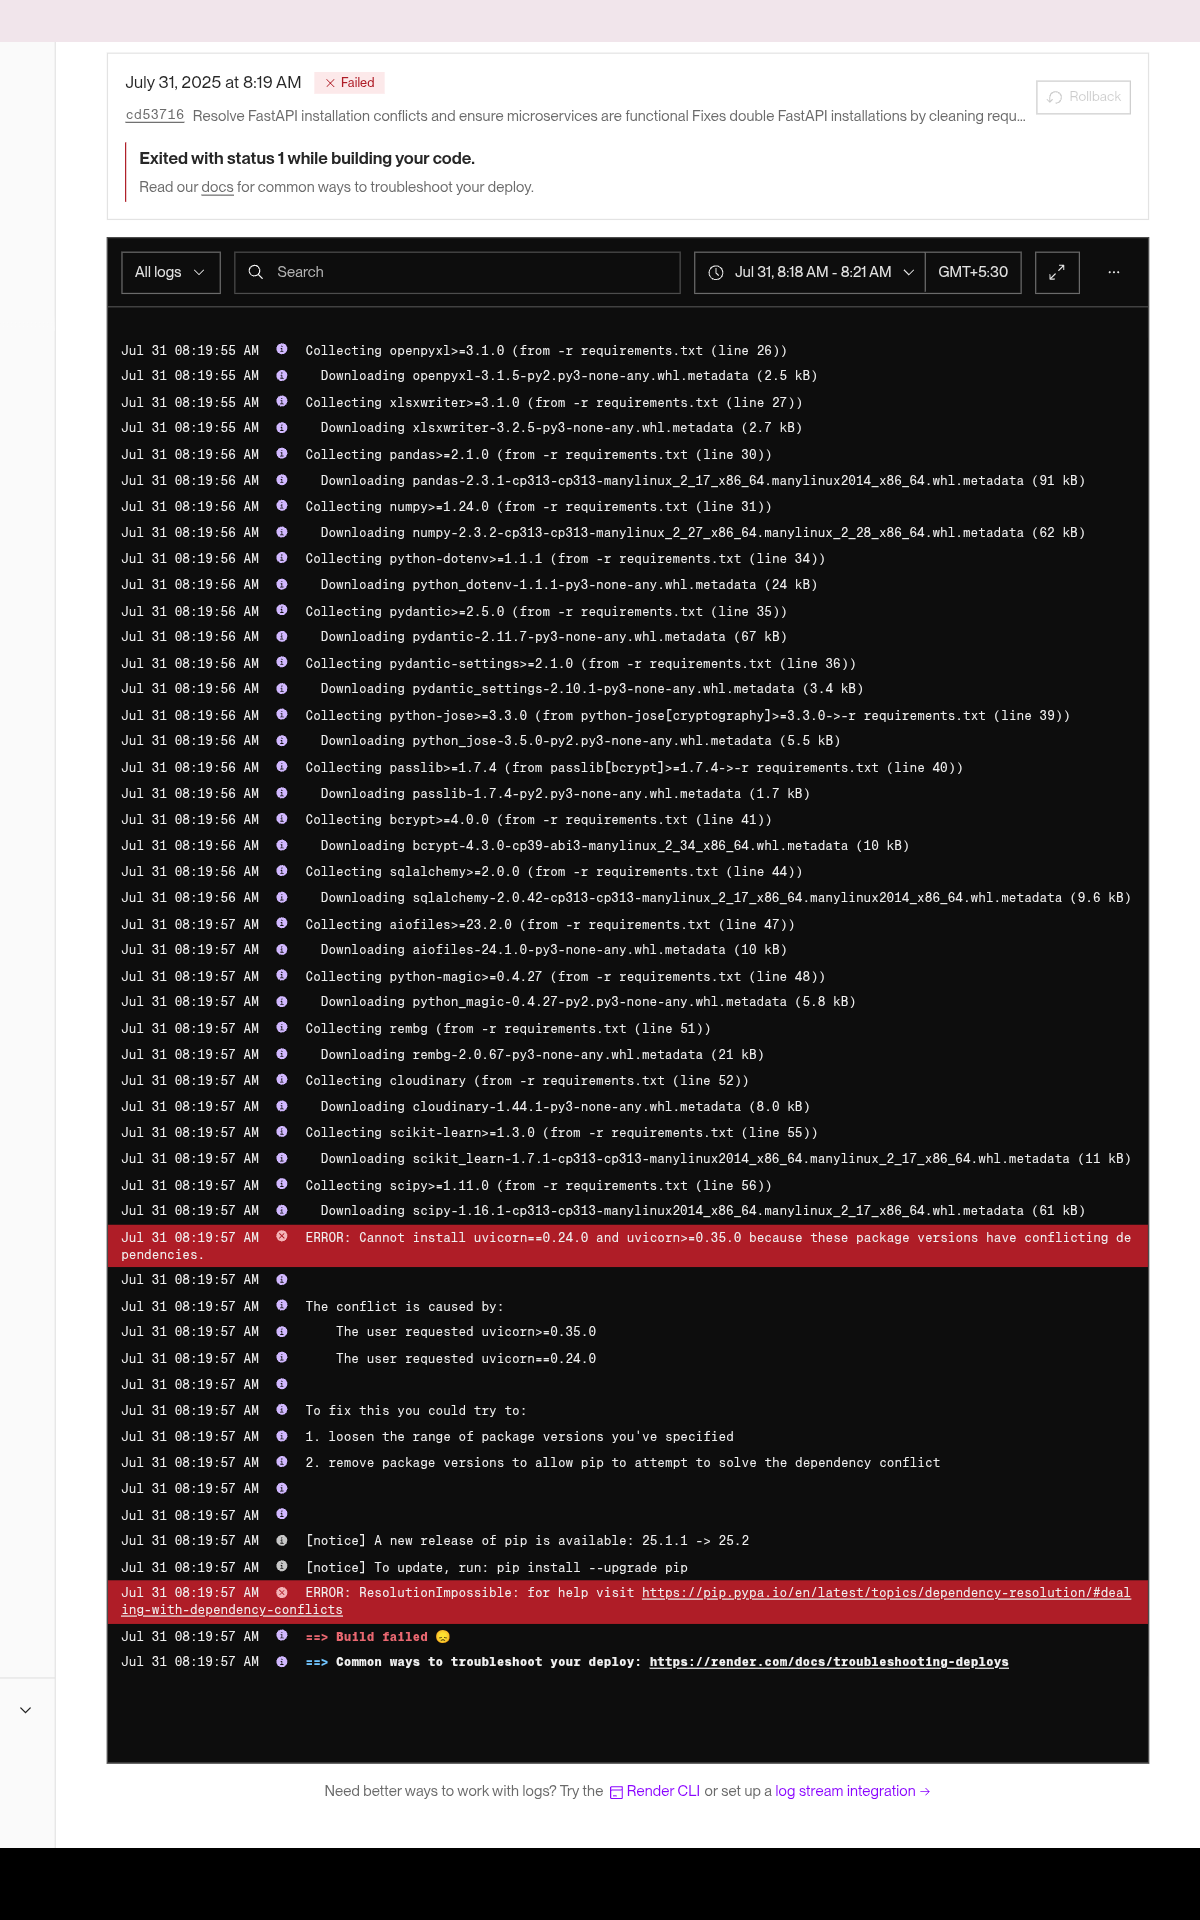 July 31, 2025 at 8:19 AM  Failed
cd53716 Resolve FastAPI installation conflicts and ensure microservices are functional Fixes double FastAPI installations by cleaning requ...
Rollback
Exited with status 1 while building your code.
Read our docs for common ways to troubleshoot your deploy.
All logs  Search  Jul 31, 8:18 AM - 8:21 AM  GMT+5:30  ...
Jul 31 08:19:55 AM  Collecting openpyxl>=3.1.0 (from -r requirements.txt (line 26))
Jul 31 08:19:55 AM  Downloading openpyxl-3.1.5-py2.py3-none-any.whl.metadata (2.5 kB)
Jul 31 08:19:55 AM  Collecting xlsxwriter>=3.1.0 (from -r requirements.txt (line 27))
Jul 31 08:19:55 AM  Downloading xlsxwriter-3.2.5-py3-none-any.whl.metadata (2.7 kB)
Jul 31 08:19:56 AM  Collecting pandas>=2.1.0 (from -r requirements.txt (line 30))
Jul 31 08:19:56 AM  Downloading pandas-2.3.1-cp313-cp313-manylinux_2_17_x86_64.manylinux2014_x86_64.whl.metadata (91 kB)
Jul 31 08:19:56 AM  Collecting numpy>=1.24.0 (from -r requirements.txt (line 31))
Jul 31 08:19:56 AM  Downloading numpy-2.3.2-cp313-cp313-manylinux_2_27_x86_64.manylinux_2_28_x86_64.whl.metadata (62 kB)
Jul 31 08:19:56 AM  Collecting python-dotenv>=1.1.1 (from -r requirements.txt (line 34))
Jul 31 08:19:56 AM  Downloading python_dotenv-1.1.1-py3-none-any.whl.metadata (24 kB)
Jul 31 08:19:56 AM  Collecting pydantic>=2.5.0 (from -r requirements.txt (line 35))
Jul 31 08:19:56 AM  Downloading pydantic-2.11.7-py3-none-any.whl.metadata (67 kB)
Jul 31 08:19:56 AM  Collecting pydantic-settings>=2.1.0 (from -r requirements.txt (line 36))
Jul 31 08:19:56 AM  Downloading pydantic_settings-2.10.1-py3-none-any.whl.metadata (3.4 kB)
Jul 31 08:19:56 AM  Collecting python-jose>=3.3.0 (from python-jose[cryptography]>=3.3.0->-r requirements.txt (line 39))
Jul 31 08:19:56 AM  Downloading python_jose-3.5.0-py2.py3-none-any.whl.metadata (5.5 kB)
Jul 31 08:19:56 AM  Collecting passlib>=1.7.4 (from passlib[bcrypt]>=1.7.4->-r requirements.txt (line 40))
Jul 31 08:19:56 AM  Downloading passlib-1.7.4-py2.py3-none-any.whl.metadata (1.7 kB)
Jul 31 08:19:56 AM  Collecting bcrypt>=4.0.0 (from -r requirements.txt (line 41))
Jul 31 08:19:56 AM  Downloading bcrypt-4.3.0-cp39-abi3-manylinux_2_34_x86_64.whl.metadata (10 kB)
Jul 31 08:19:56 AM  Collecting sqlalchemy>=2.0.0 (from -r requirements.txt (line 44))
Jul 31 08:19:56 AM  Downloading sqlalchemy-2.0.42-cp313-cp313-manylinux_2_17_x86_64.manylinux2014_x86_64.whl.metadata (9.6 kB)
Jul 31 08:19:57 AM  Collecting aiofiles>=23.2.0 (from -r requirements.txt (line 47))
Jul 31 08:19:57 AM  Downloading aiofiles-24.1.0-py3-none-any.whl.metadata (10 kB)
Jul 31 08:19:57 AM  Collecting python-magic>=0.4.27 (from -r requirements.txt (line 48))
Jul 31 08:19:57 AM  Downloading python_magic-0.4.27-py2.py3-none-any.whl.metadata (5.8 kB)
Jul 31 08:19:57 AM  Collecting rembg (from -r requirements.txt (line 51))
Jul 31 08:19:57 AM  Downloading rembg-2.0.67-py3-none-any.whl.metadata (21 kB)
Jul 31 08:19:57 AM  Collecting cloudinary (from -r requirements.txt (line 52))
Jul 31 08:19:57 AM  Downloading cloudinary-1.44.1-py3-none-any.whl.metadata (8.0 kB)
Jul 31 08:19:57 AM  Collecting scikit-learn>=1.3.0 (from -r requirements.txt (line 55))
Jul 31 08:19:57 AM  Downloading scikit_learn-1.7.1-cp313-cp313-manylinux2014_x86_64.manylinux_2_17_x86_64.whl.metadata (11 kB)
Jul 31 08:19:57 AM  Collecting scipy>=1.11.0 (from -r requirements.txt (line 56))
Jul 31 08:19:57 AM  Downloading scipy-1.16.1-cp313-cp313-manylinux2014_x86_64.manylinux_2_17_x86_64.whl.metadata (61 kB)
Jul 31 08:19:57 AM  ERROR: Cannot install uvicorn==0.24.0 and uvicorn>=0.35.0 because these package versions have conflicting de
pendencies.
Jul 31 08:19:57 AM
Jul 31 08:19:57 AM  The conflict is caused by:
Jul 31 08:19:57 AM  The user requested uvicorn>=0.35.0
Jul 31 08:19:57 AM  The user requested uvicorn==0.24.0
Jul 31 08:19:57 AM
Jul 31 08:19:57 AM  To fix this you could try to:
Jul 31 08:19:57 AM  1. loosen the range of package versions you've specified
Jul 31 08:19:57 AM  2. remove package versions to allow pip to attempt to solve the dependency conflict
Jul 31 08:19:57 AM
Jul 31 08:19:57 AM
Jul 31 08:19:57 AM  [notice] A new release of pip is available: 25.1.1 -> 25.2
Jul 31 08:19:57 AM  [notice] To update, run: pip install --upgrade pip
Jul 31 08:19:57 AM  ERROR: ResolutionImpossible: for help visit https://pip.pypa.io/en/latest/topics/dependency-resolution/#deal
ing-with-dependency-conflicts
Jul 31 08:19:57 AM  ==> Build failed 😞
Jul 31 08:19:57 AM  ==> Common ways to troubleshoot your deploy: https://render.com/docs/troubleshooting-deploys
Need better ways to work with logs? Try the Render CLI or set up a log stream integration →